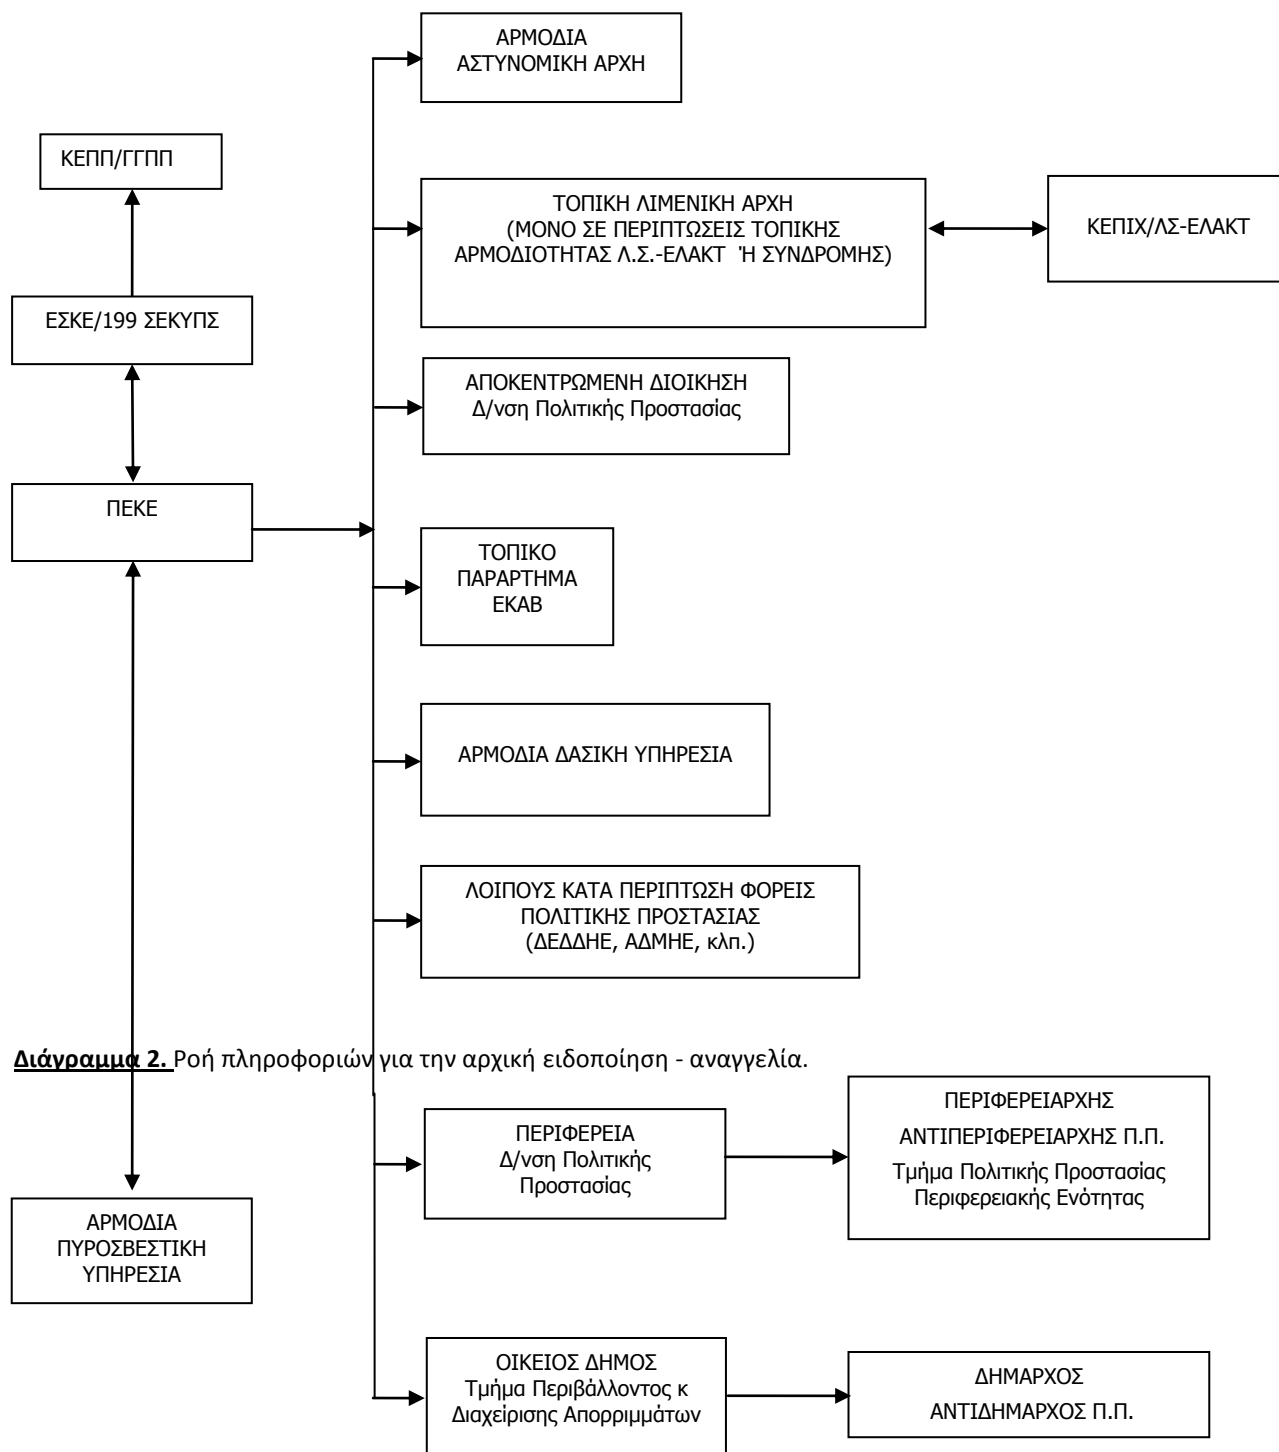 ΑΡΜΟΔΙΑ
ΑΣΤΥΝΟΜΙΚΗ ΑΡΧΗ
ΚΕΠΠ/ΓΓΠΠ
ΤΟΠΙΚΗ ΛΙΜΕΝΙΚΗ ΑΡΧΗ
(ΜΟΝΟ ΣΕ ΠΕΡΙΠΤΩΣΕΙΣ ΤΟΠΙΚΗΣ
ΑΡΜΟΔΙΟΤΗΤΑΣ Λ.Σ.-ΕΛΑΚΤ Ή ΣΥΝΔΡΟΜΗΣ)
ΚΕΠΙΧ/ΛΣ-ΕΛΑΚΤ
ΕΣΚΕ/199 ΣΕΚΥΠΣ
ΑΠΟΚΕΝΤΡΩΜΕΝΗ ΔΙΟΙΚΗΣΗ
Δ/νση Πολιτικής Προστασίας
ΠΕΚΕ
ΤΟΠΙΚΟ
ΠΑΡΑΡΤΗΜΑ
ΕΚΑΒ
ΑΡΜΟΔΙΑ ΔΑΣΙΚΗ ΥΠΗΡΕΣΙΑ
ΛΟΙΠΟΥΣ ΚΑΤΑ ΠΕΡΙΠΤΩΣΗ ΦΟΡΕΙΣ
ΠΟΛΙΤΙΚΗΣ ΠΡΟΣΤΑΣΙΑΣ
(ΔΕΔΔΗΕ, ΑΔΜΗΕ, κλπ.)
Διάγραμμα 2. Ροή πληροφοριών για την αρχική ειδοποίηση - αναγγελία.
ΠΕΡΙΦΕΡΕΙΑ
Δ/νση Πολιτικής
Προστασίας
ΠΕΡΙΦΕΡΕΙΑΡΧΗΣ
ΑΝΤΙΠΕΡΙΦΕΡΕΙΑΡΧΗΣ Π.Π.
Τμήμα Πολιτικής Προστασίας
Περιφερειακής Ενότητας
ΑΡΜΟΔΙΑ
ΠΥΡΟΣΒΕΣΤΙΚΗ
ΥΠΗΡΕΣΙΑ
ΟΙΚΕΙΟΣ ΔΗΜΟΣ
Τμήμα Περιβάλλοντος κ
Διαχείρισης Απορριμμάτων
ΔΗΜΑΡΧΟΣ
ΑΝΤΙΔΗΜΑΡΧΟΣ Π.Π.